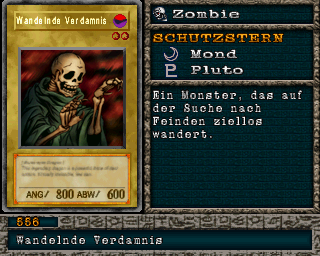 Wandelnde Verdamnis
ANG/ 800 ABW/ 600
Zombie
SCHUTZSTERN
Mond
Pluto
Ein Monster, das auf
der Suche nach
Feinden ziellos
wandert.
556
Wandelnde Verdamnis